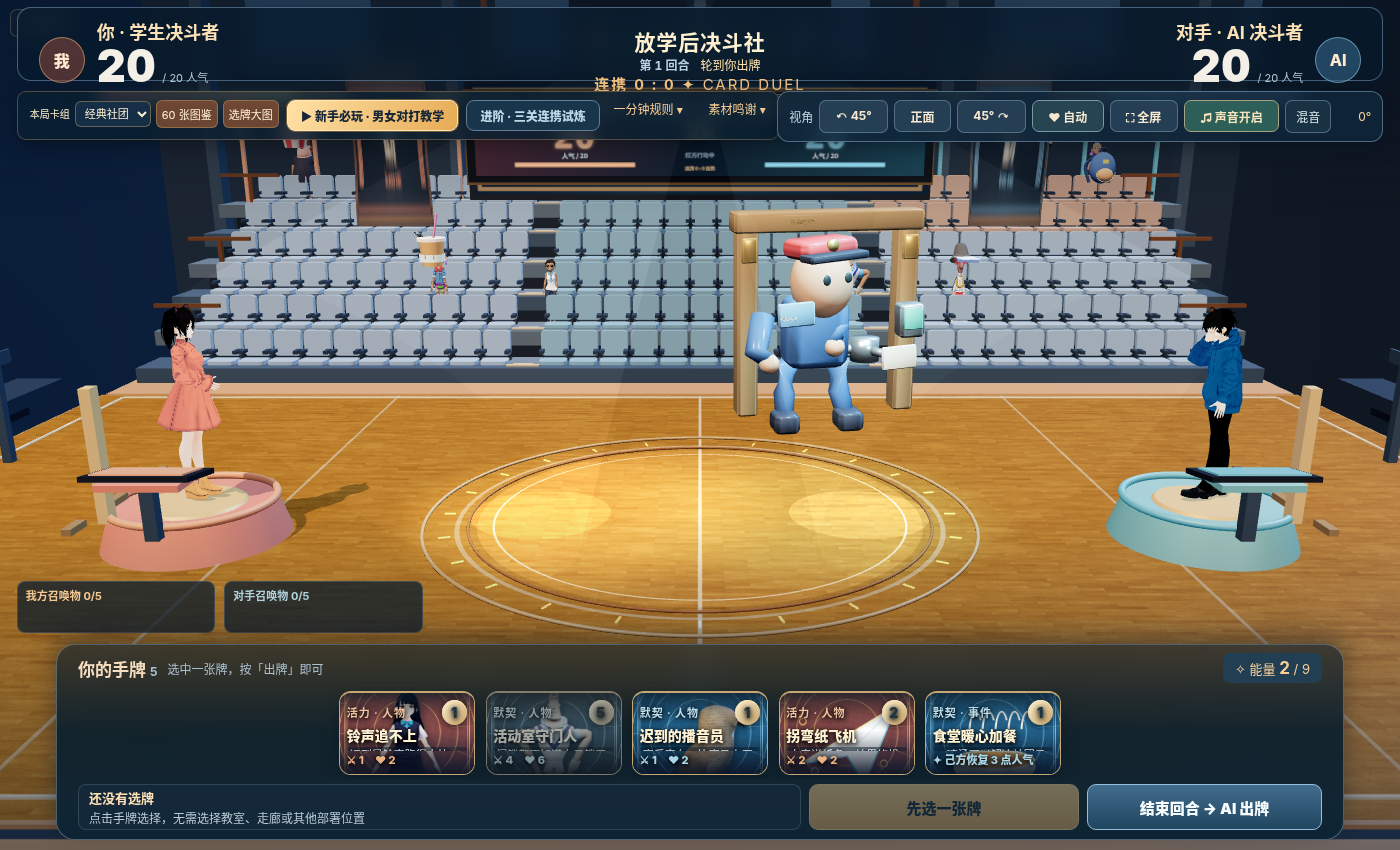 我
你 · 学生决斗者
20 / 20 人气
放学后决斗社
第 1 回合 轮到你出牌
连携 0 : 0 ✦ CARD DUEL
对手 · AI 决斗者
20 / 20 人气
AI
本局卡组 经典社团 60 张图鉴 选牌大图 ▶ 新手必玩 · 男女对打教学 进阶 · 三关连携试炼 一分钟规则 ▾ 素材鸣谢 ▾
视角 ↶ 45° 正面 45° ↷ ♥ 自动 ⛶ 全屏 ♫ 声音开启 混音 0°
20 20
人气 / 20 人气 / 20
我方召唤物 0/5
对手召唤物 0/5
你的手牌 5 选中一张牌，按「出牌」即可
✧ 能量 2 / 9
活力 · 人物 1
铃声追不上
⚔ 1 ♥ 2
默契 · 人物 5
活动室守门人
⚔ 4 ♥ 6
默契 · 人物 1
迟到的播音员
⚔ 1 ♥ 2
活力 · 人物 2
拐弯纸飞机
⚔ 2 ♥ 2
默契 · 事件 1
食堂暖心加餐
✦ 己方恢复 3 点人气
还没有选牌
点击手牌选择，无需选择教室、走廊或其他部署位置
先选一张牌
结束回合 → AI 出牌